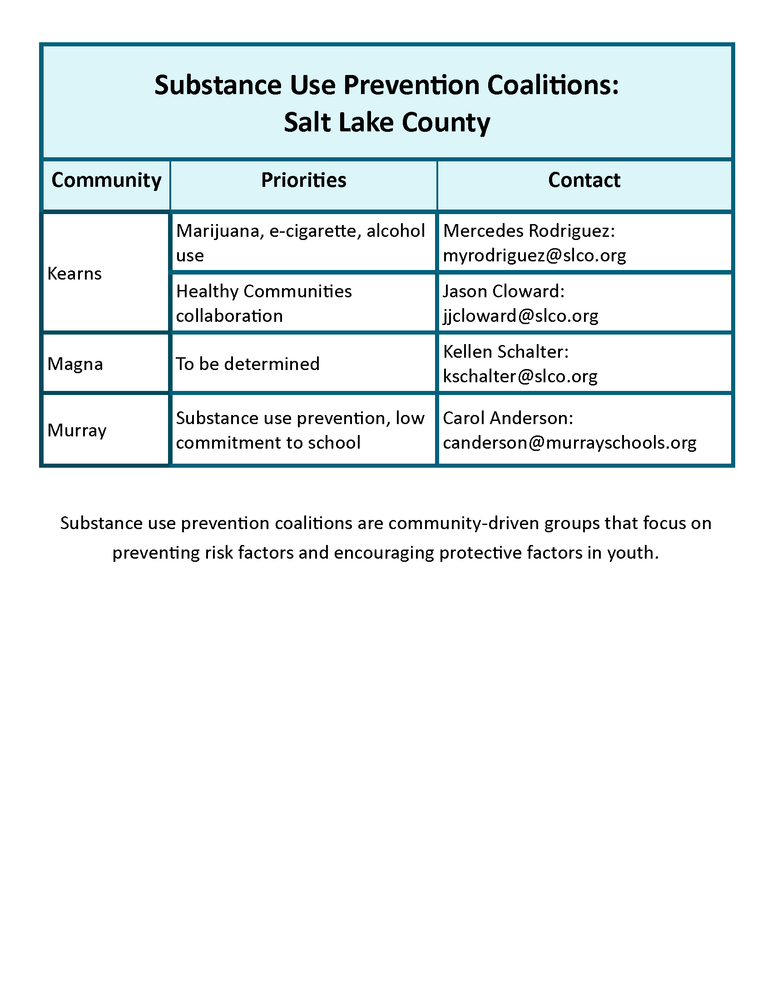 Substance Use Prevention Coalitions:
Salt Lake County
Community
Priorities
Contact
Kearns
Marijuana, e-cigarette, alcohol
use
Mercedes Rodriguez:
myrodriguez@slco.org
Healthy Communities
collaboration
Jason Cloward:
jjcloward@slco.org
Magna
To be determined
Kellen Schalter:
kschalter@slco.org
Murray
Substance use prevention, low
commitment to school
Carol Anderson:
canderson@murrayschools.org
Substance use prevention coalitions are community-driven groups that focus on
preventing risk factors and encouraging protective factors in youth.